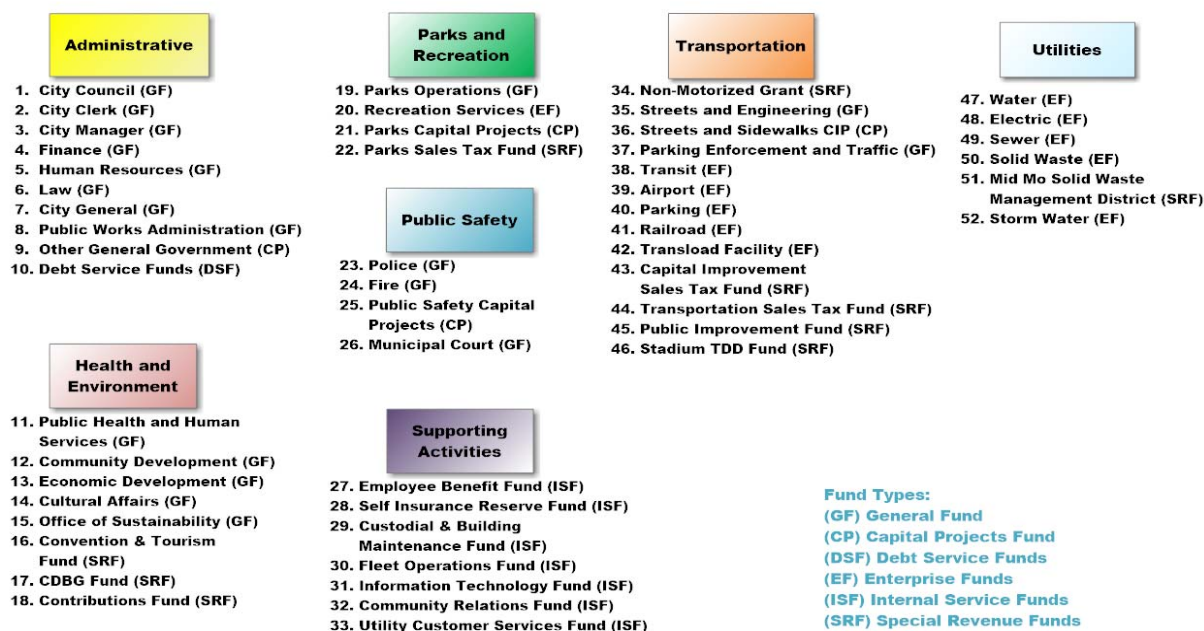 Administrative
1. City Council (GF)
2. City Clerk (GF)
3. City Manager (GF)
4. Finance (GF)
5. Human Resources (GF)
6. Law (GF)
7. City General (GF)
8. Public Works Administration (GF)
9. Other General Government (CP)
10. Debt Service Funds (DSF)
Health and
Environment
11. Public Health and Human
Services (GF)
12. Community Development (GF)
13. Economic Development (GF)
14. Cultural Affairs (GF)
15. Office of Sustainability (GF)
16. Convention & Tourism
Fund (SRF)
17. CDBG Fund (SRF)
18. Contributions Fund (SRF)
Parks and
Recreation
19. Parks Operations (GF)
20. Recreation Services (EF)
21. Parks Capital Projects (CP)
22. Parks Sales Tax Fund (SRF)
Public Safety
23. Police (GF)
24. Fire (GF)
25. Public Safety Capital
Projects (CP)
26. Municipal Court (GF)
Supporting
Activities
27. Employee Benefit Fund (ISF)
28. Self Insurance Reserve Fund (ISF)
29. Custodial & Building
Maintenance Fund (ISF)
30. Fleet Operations Fund (ISF)
31. Information Technology Fund (ISF)
32. Community Relations Fund (ISF)
33. Utility Customer Services Fund (ISF)
Transportation
34. Non-Motorized Grant (SRF)
35. Streets and Engineering (GF)
36. Streets and Sidewalks CIP (CP)
37. Parking Enforcement and Traffic (GF)
38. Transit (EF)
39. Airport (EF)
40. Parking (EF)
41. Railroad (EF)
42. Transload Facility (EF)
43. Capital Improvement
Sales Tax Fund (SRF)
44. Transportation Sales Tax Fund (SRF)
45. Public Improvement Fund (SRF)
46. Stadium TDD Fund (SRF)
Utilities
47. Water (EF)
48. Electric (EF)
49. Sewer (EF)
50. Solid Waste (EF)
51. Mid Mo Solid Waste
Management District (SRF)
52. Storm Water (EF)
Fund Types:
(GF) General Fund
(CP) Capital Projects Fund
(DSF) Debt Service Funds
(EF) Enterprise Funds
(ISF) Internal Service Funds
(SRF) Special Revenue Funds